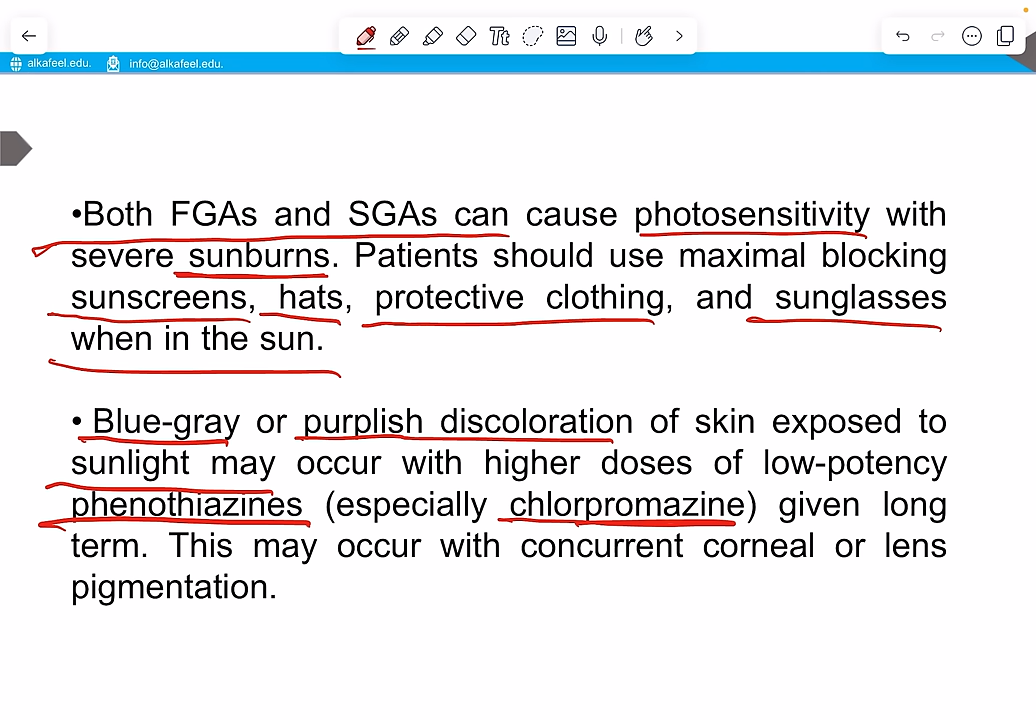 Tt
alkafeel.edu. info@alkafeel.edu.
•Both FGAs and SGAs can cause photosensitivity with
severe sunburns. Patients should use maximal blocking
sunscreens, hats, protective clothing, and sunglasses
when in the sun.
• Blue-gray or purplish discoloration of skin exposed to
sunlight may occur with higher doses of low-potency
phenothiazines (especially chlorpromazine) given long
term. This may occur with concurrent corneal or lens
pigmentation.